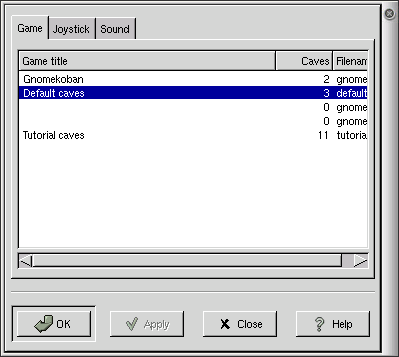 Game Joystick Sound
Game title Caves Filenam
Gnomekoban 2 gnome
Default caves 3 default
0 gnome
0 gnome
Tutorial caves 11 tutoria
OK Apply Close Help